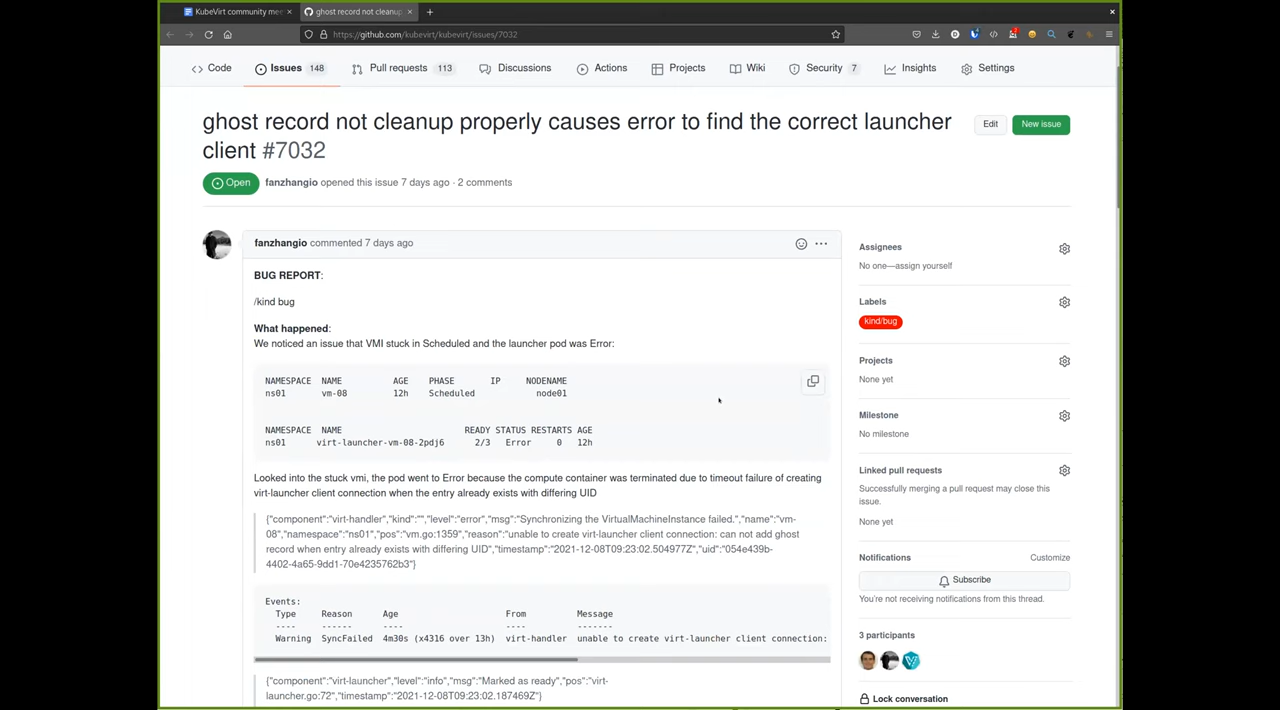 KubeVirt community mee
ghost record not cleanup
https://github.com/kubevirt/kubevirt/issues/7032
Code
Issues 148
Pull requests 113
Discussions
Actions
Projects
Wiki
Security 7
Insights
Settings
ghost record not cleanup properly causes error to find the correct launcher
client #7032
Edit
New issue
Open
fanzhangio opened this issue 7 days ago · 2 comments
fanzhangio commented 7 days ago
BUG REPORT:
/kind bug
What happened:
We noticed an issue that VMI stuck in Scheduled and the launcher pod was Error:
NAMESPACE NAME AGE PHASE IP NODENAME
ns01 vm-08 12h Scheduled node01
NAMESPACE NAME READY STATUS RESTARTS AGE
ns01 virt-launcher-vm-08-2pdj6 2/3 Error 0 12h
Looked into the stuck vmi, the pod went to Error because the compute container was terminated due to timeout failure of creating
virt-launcher client connection when the entry already exists with differing UID
{"component":"virt-handler","kind":"","level":"error","msg":"Synchronizing the VirtualMachineInstance failed.","name":"vm-
08","namespace":"ns01","pos":"vm.go:1359","reason":"unable to create virt-launcher client connection: can not add ghost
record when entry already exists with differing UID","timestamp":"2021-12-08T09:23:02.504977Z","uid":"054e439b-
4402-4a65-9dd1-70e4235762b3"}
Events:
Type Reason Age From Message
---- ------ ---- ---- -------
Warning SyncFailed 4m30s (x4316 over 13h) virt-handler unable to create virt-launcher client connection:
{"component":"virt-launcher","level":"info","msg":"Marked as ready","pos":"virt-
launcher.go:72","timestamp":"2021-12-08T09:23:02.187469Z"}
Assignees
No one—assign yourself
Labels
kind/bug
Projects
None yet
Milestone
No milestone
Linked pull requests
Successfully merging a pull request may close this
issue.
None yet
Notifications
Customize
Subscribe
You're not receiving notifications from this thread.
3 participants
Lock conversation